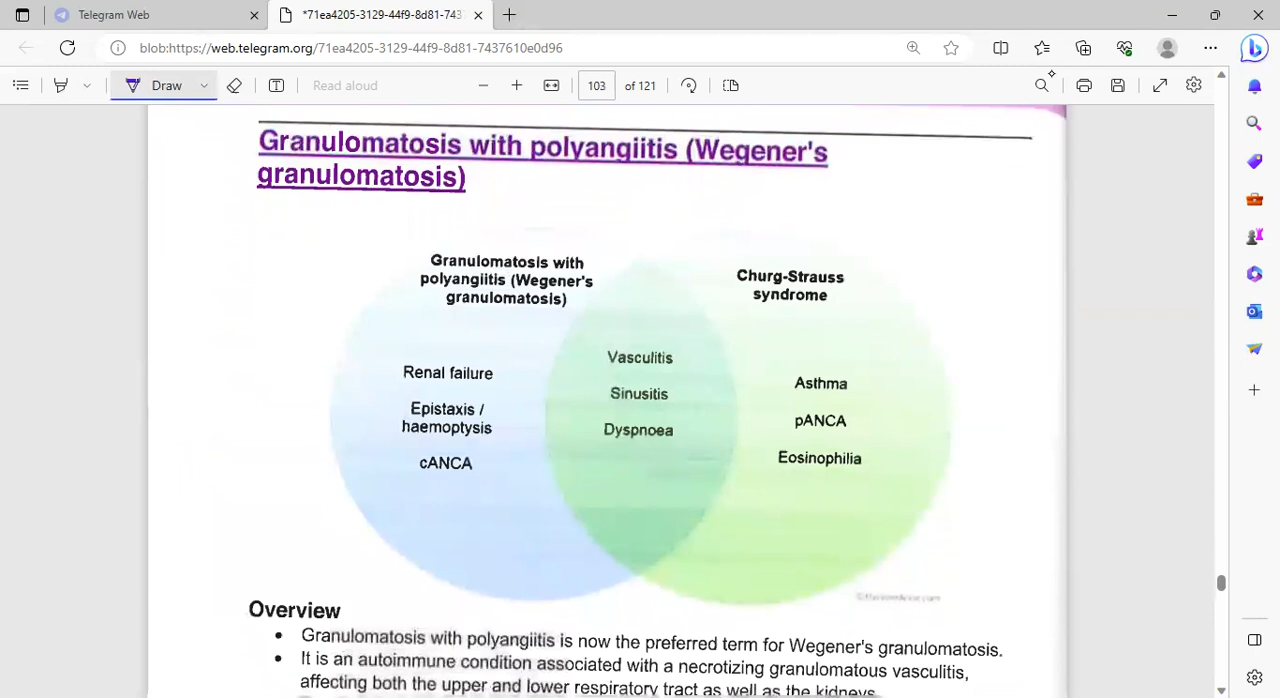 Telegram Web
*71ea4205-3129-44f9-8d81-743
blob:https://web.telegram.org/71ea4205-3129-44f9-8d81-7437610e0d96
Draw
Read aloud
103
of 121
Granulomatosis with polyangiitis (Wegener's
granulomatosis)
Granulomatosis with
polyangiitis (Wegener's
granulomatosis)
Renal failure
Epistaxis /
haemoptysis
cANCA
Vasculitis
Sinusitis
Dyspnoea
Churg-Strauss
syndrome
Asthma
pANCA
Eosinophilia
Overview
• Granulomatosis with polyangiitis is now the preferred term for Wegener's granulomatosis.
• It is an autoimmune condition associated with a necrotizing granulomatous vasculitis,
affecting both the upper and lower respiratory tract as well as the kidneys